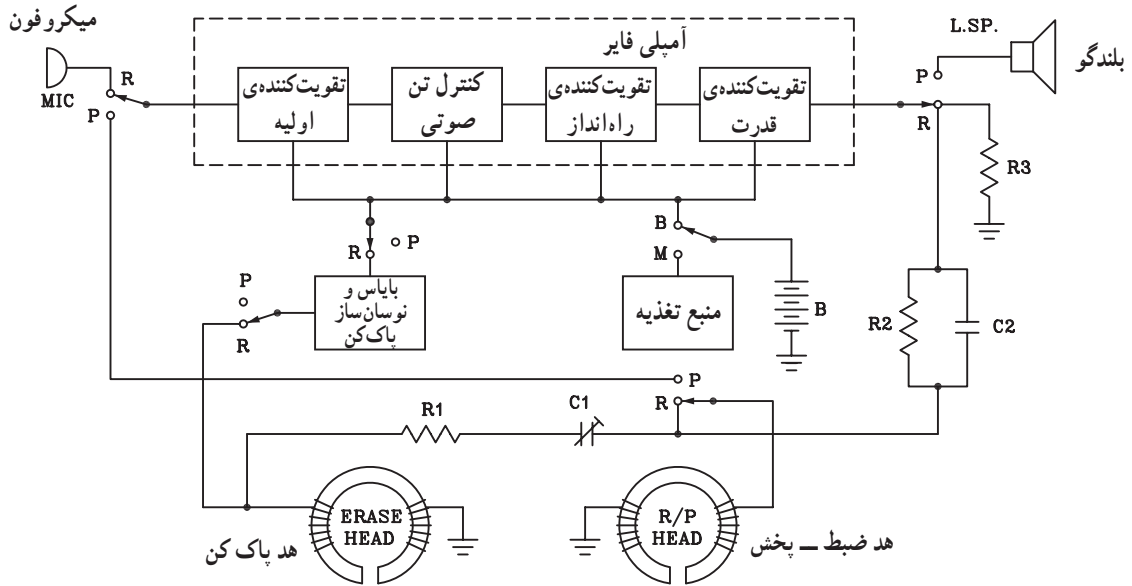 میکروفون
MIC
R
P
آمپلی فایر
تقویت‌کننده‌ی
اولیه
کنترل تن
صوتی
تقویت‌کننده‌ی
راه‌انداز
تقویت‌کننده‌ی
قدرت
L.SP.
بلندگو
P
R
R3
R
P
بایاس و
نوسان‌ساز
پاک‌کن
P
R
B
M
منبع تغذیه
B
R2
C2
P
R
R1
C1
ERASE
HEAD
هد پاک کن
R/P
HEAD
هد ضبط ــ پخش